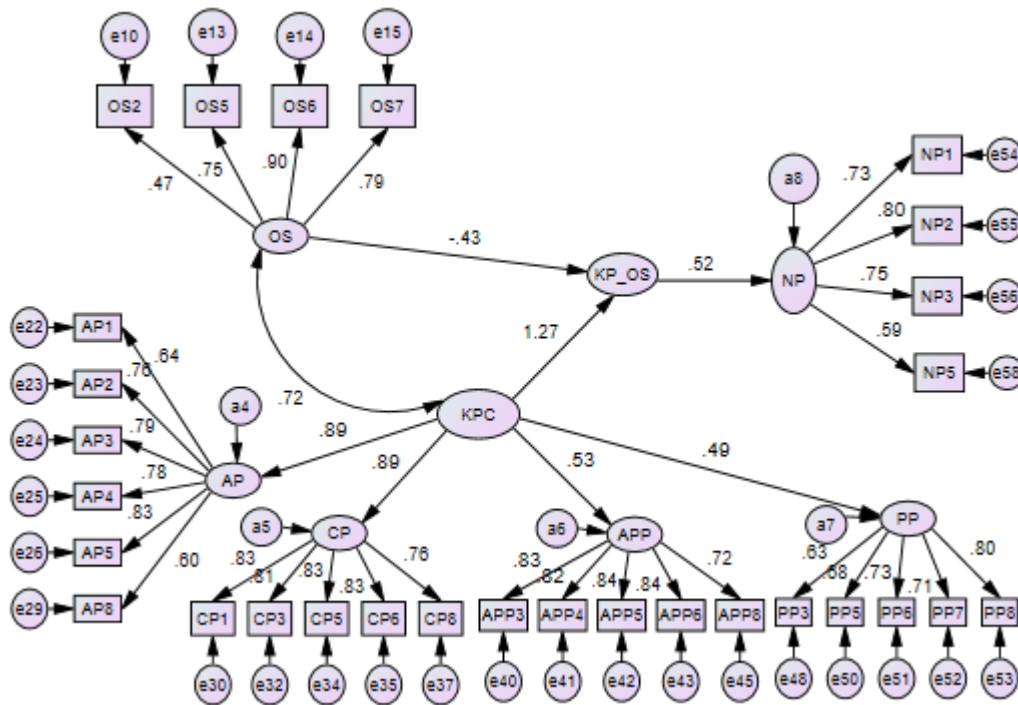 e10 e13 e14 e15
OS2 OS5 OS6 OS7
.47 .75 .90 .79
OS
-.43
KP_OS
.52
a8
NP
.73 NP1 e54
.80 NP2 e55
.75 NP3 e56
.59 NP5 e58
1.27
.72
KPC
e22 AP1 .64
e23 AP2 .76
e24 AP3 .79
e25 AP4 .78
e26 AP5 .83
e29 AP8 .60
a4
AP
.89
.89
.53
.49
a5 CP
a6 APP
a7 PP
.83 .81 .83 .83 .76
.83 .82 .84 .84 .72
.63 .68 .73 .71 .80
CP1 CP3 CP5 CP6 CP8
APP3 APP4 APP5 APP6 APP8
PP3 PP5 PP6 PP7 PP8
e30 e32 e34 e35 e37
e40 e41 e42 e43 e45
e48 e50 e51 e52 e53